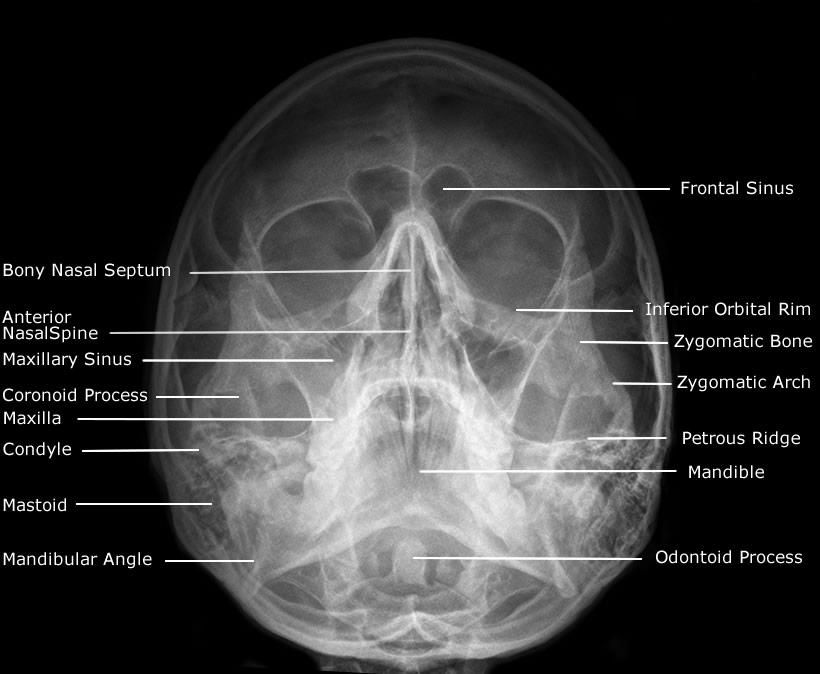 Frontal Sinus
Bony Nasal Septum
Inferior Orbital Rim
Anterior
NasalSpine
Zygomatic Bone
Maxillary Sinus
Zygomatic Arch
Coronoid Process
Maxilla
Petrous Ridge
Condyle
Mandible
Mastoid
Odontoid Process
Mandibular Angle